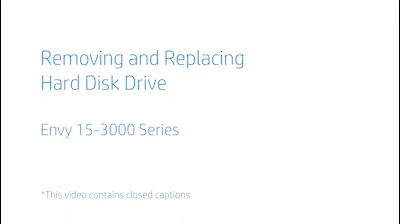 Removing and Replacing
Hard Disk Drive
Envy 15-3000 Series
*This video contains closed captions